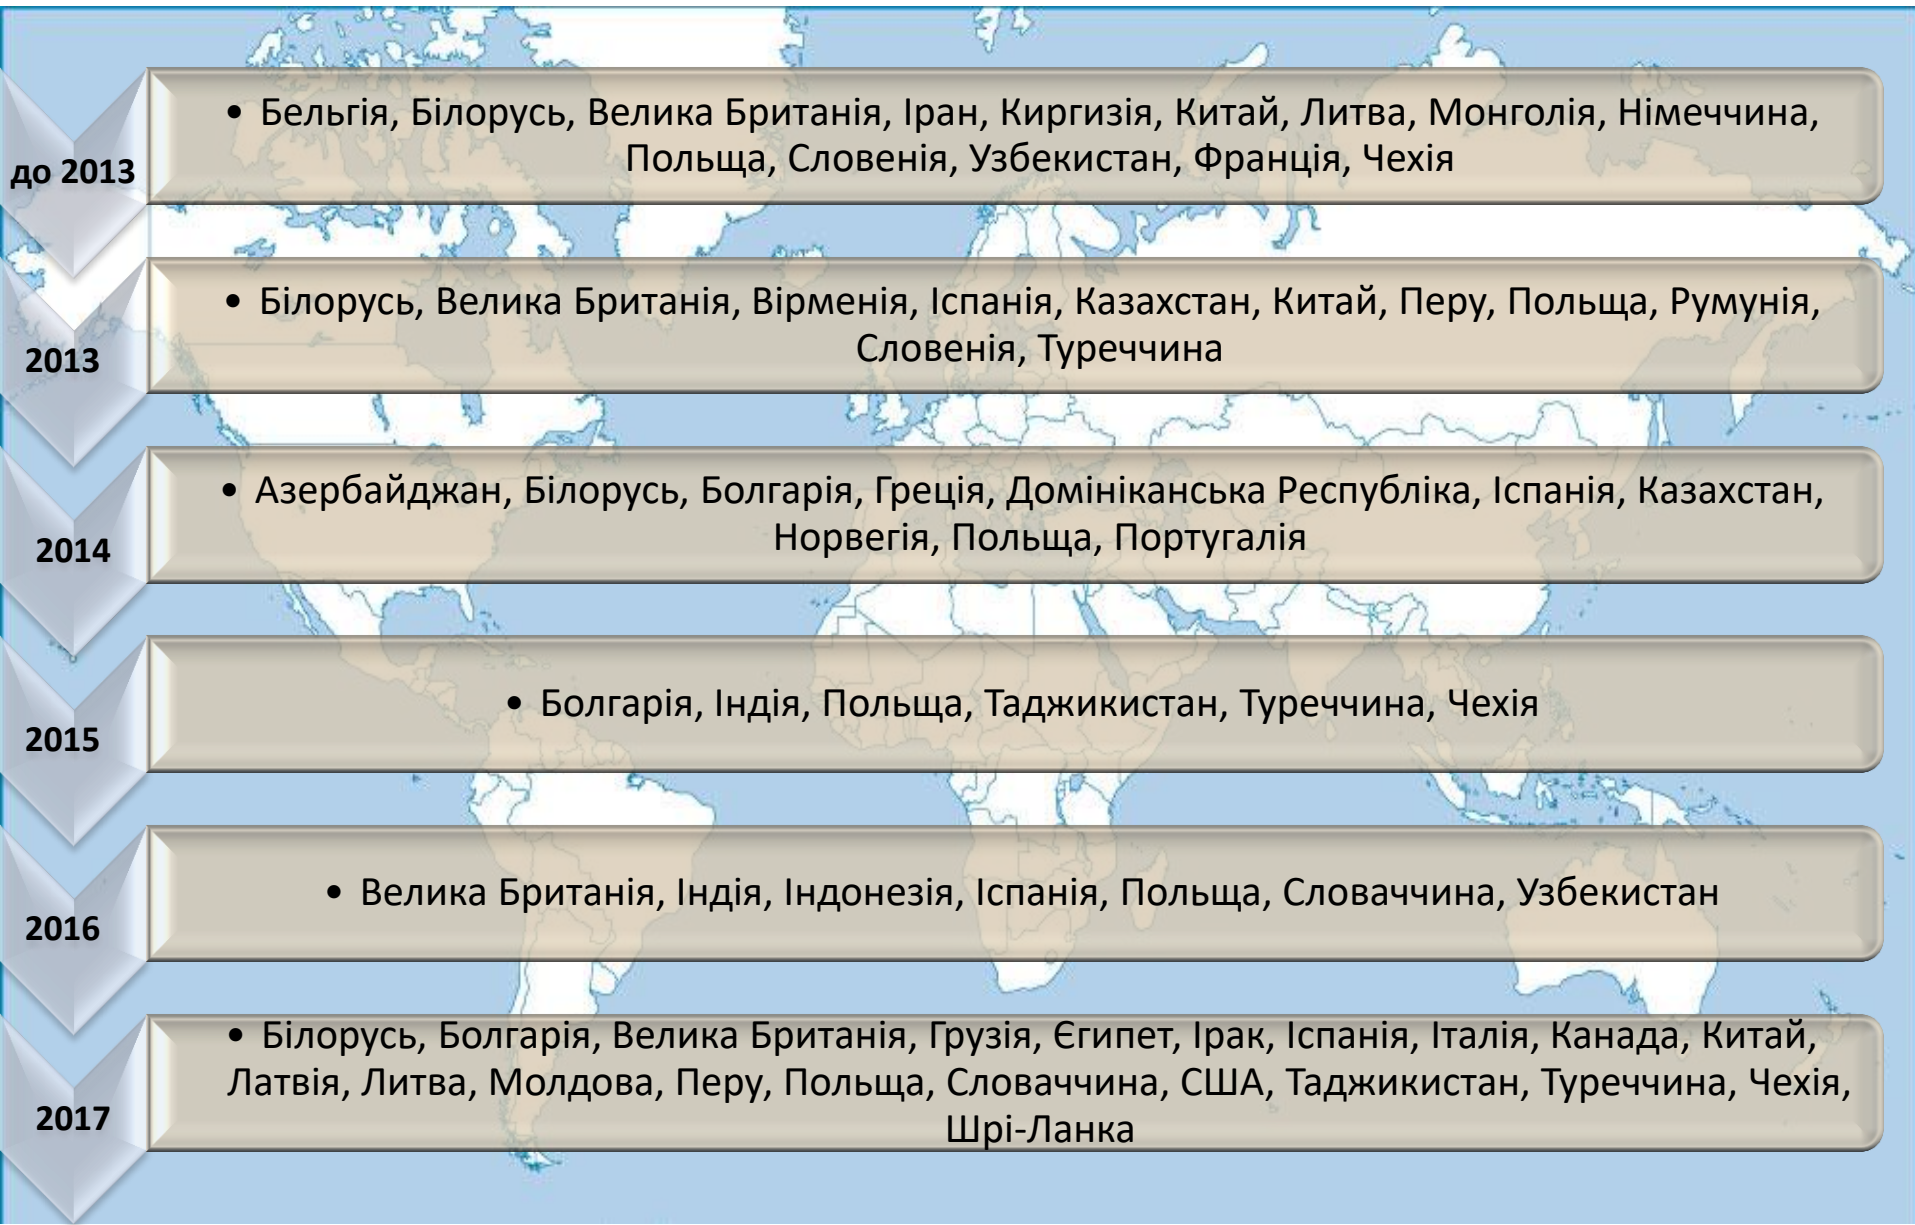 до 2013
• Бельгія, Білорусь, Велика Британія, Іран, Киргизія, Китай, Литва, Монголія, Німеччина,
Польща, Словенія, Узбекистан, Франція, Чехія
2013
• Білорусь, Велика Британія, Вірменія, Іспанія, Казахстан, Китай, Перу, Польща, Румунія,
Словенія, Туреччина
2014
• Азербайджан, Білорусь, Болгарія, Греція, Домініканська Республіка, Іспанія, Казахстан,
Норвегія, Польща, Португалія
2015
• Болгарія, Індія, Польща, Таджикистан, Туреччина, Чехія
2016
• Велика Британія, Індія, Індонезія, Іспанія, Польща, Словаччина, Узбекистан
2017
• Білорусь, Болгарія, Велика Британія, Грузія, Єгипет, Ірак, Іспанія, Італія, Канада, Китай,
Латвія, Литва, Молдова, Перу, Польща, Словаччина, США, Таджикистан, Туреччина, Чехія,
Шрі-Ланка